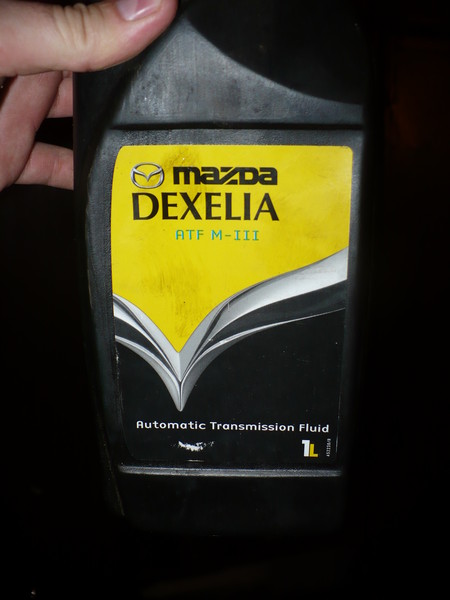 mazda
DEXELIA
ATF M-III
Automatic Transmission Fluid
1L